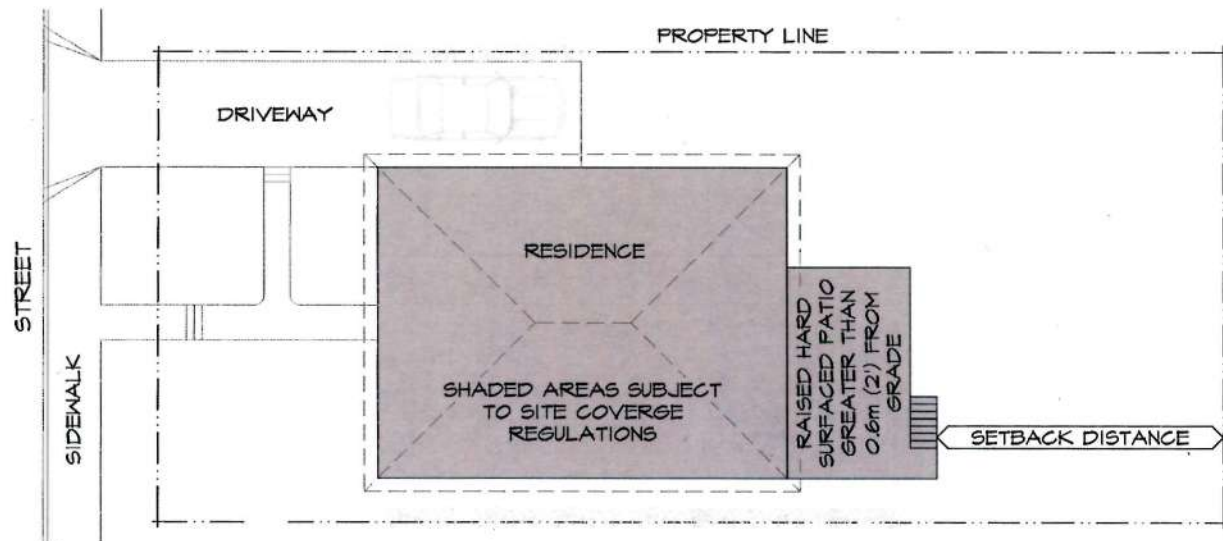 PROPERTY LINE
DRIVEWAY
STREET
SIDEWALK
RESIDENCE
SHADED AREAS SUBJECT
TO SITE COVERGE
REGULATIONS
RAISED HARD
SURFACED PATIO
GREATER THAN
0.6m (2') FROM
GRADE
SETBACK DISTANCE